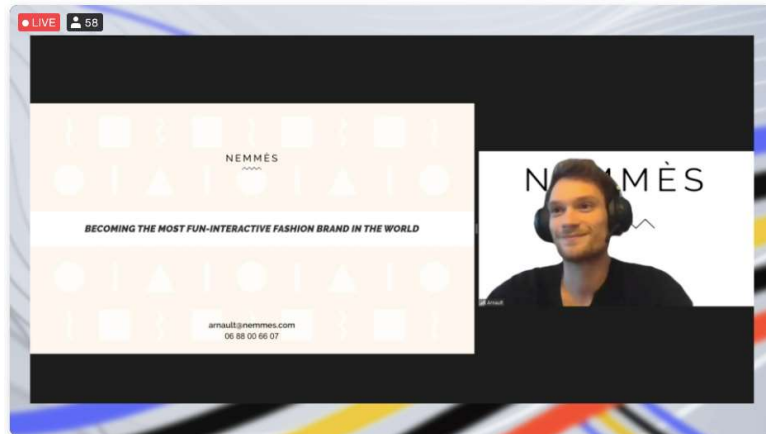 LIVE
58
NEMMÈS
BECOMING THE MOST FUN-INTERACTIVE FASHION BRAND IN THE WORLD
arnault@nemmes.com
06 88 00 66 07
N MMÈS
Arnault